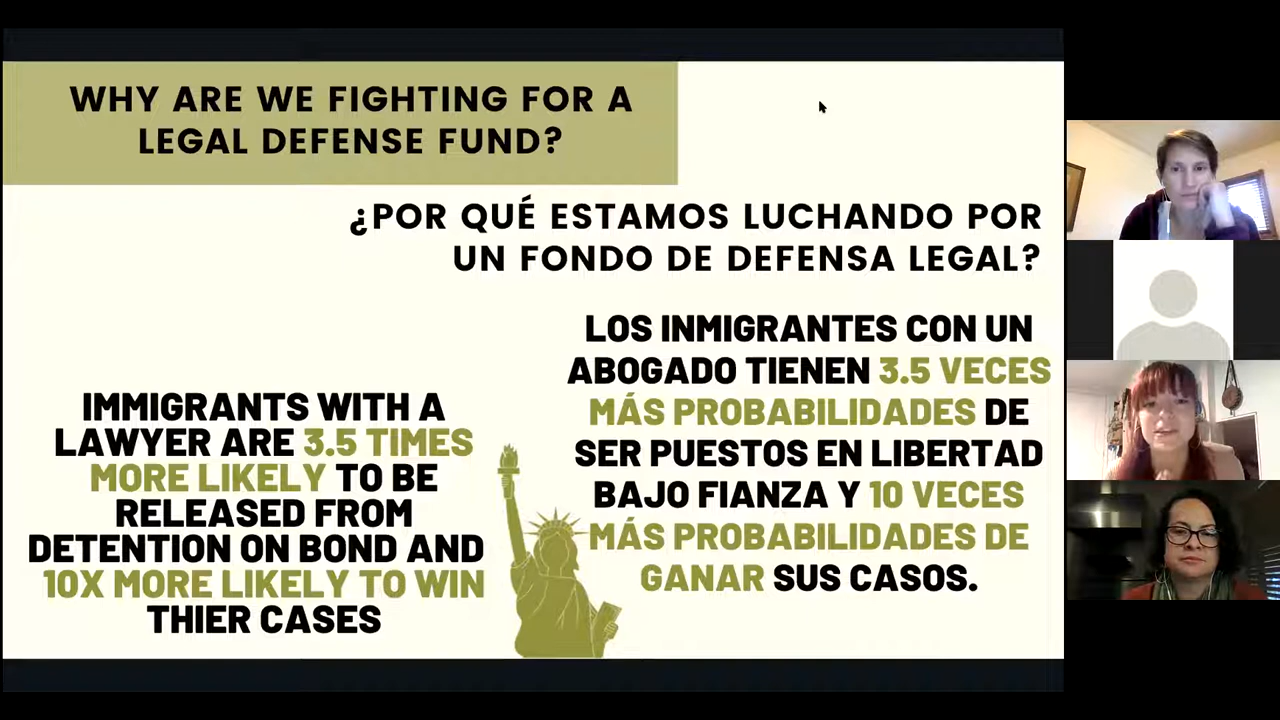 WHY ARE WE FIGHTING FOR A
LEGAL DEFENSE FUND?
¿POR QUÉ ESTAMOS LUCHANDO POR
UN FONDO DE DEFENSA LEGAL?
IMMIGRANTS WITH A
LAWYER ARE 3.5 TIMES
MORE LIKELY TO BE
RELEASED FROM
DETENTION ON BOND AND
10X MORE LIKELY TO WIN
THIER CASES
LOS INMIGRANTES CON UN
ABOGADO TIENEN 3.5 VECES
MÁS PROBABILIDADES DE
SER PUESTOS EN LIBERTAD
BAJO FIANZA Y 10 VECES
MÁS PROBABILIDADES DE
GANAR SUS CASOS.